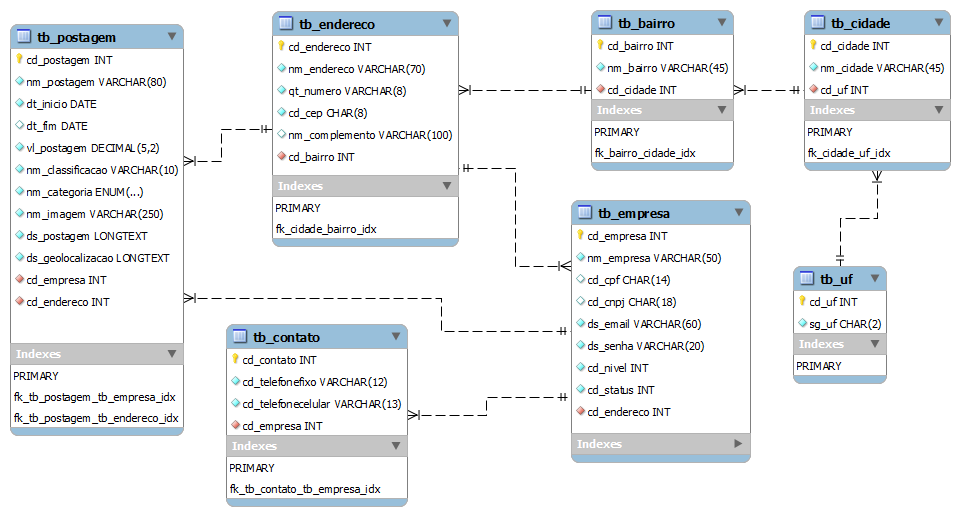 tb_postagem
cd_postagem INT
nm_postagem VARCHAR(80)
dt_inicio DATE
dt_fim DATE
vl_postagem DECIMAL(5,2)
nm_classificacao VARCHAR(10)
nm_categoria ENUM(...)
nm_imagem VARCHAR(250)
ds_postagem LONGTEXT
ds_geolocalizacao LONGTEXT
cd_empresa INT
cd_endereco INT
Indexes
PRIMARY
fk_tb_postagem_tb_empresa_idx
fk_tb_postagem_tb_endereco_idx
tb_endereco
cd_endereco INT
nm_endereco VARCHAR(70)
qt_numero VARCHAR(8)
cd_cep CHAR(8)
nm_complemento VARCHAR(100)
cd_bairro INT
Indexes
PRIMARY
fk_cidade_bairro_idx
tb_bairro
cd_bairro INT
nm_bairro VARCHAR(45)
cd_cidade INT
Indexes
PRIMARY
fk_bairro_cidade_idx
tb_cidade
cd_cidade INT
nm_cidade VARCHAR(45)
cd_uf INT
Indexes
PRIMARY
fk_cidade_uf_idx
tb_empresa
cd_empresa INT
nm_empresa VARCHAR(50)
cd_cpf CHAR(14)
cd_cnpj CHAR(18)
ds_email VARCHAR(60)
ds_senha VARCHAR(20)
cd_nivel INT
cd_status INT
cd_endereco INT
Indexes
tb_uf
cd_uf INT
sg_uf CHAR(2)
Indexes
PRIMARY
tb_contato
cd_contato INT
cd_telefonefixo VARCHAR(12)
cd_telefonecelular VARCHAR(13)
cd_empresa INT
Indexes
PRIMARY
fk_tb_contato_tb_empresa_idx